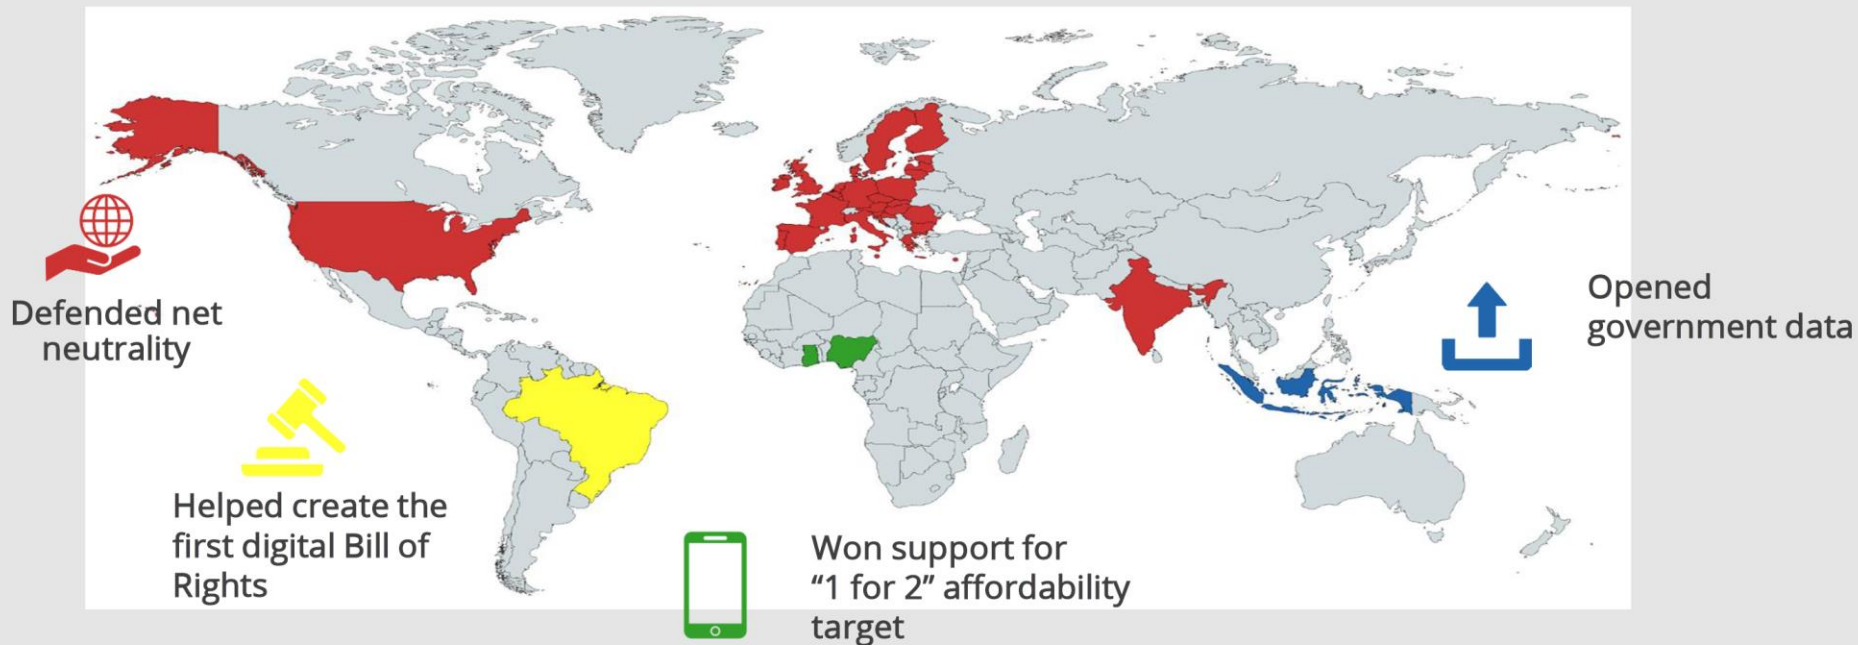 Defended net
neutrality
Helped create the
first digital Bill of
Rights
Won support for
“1 for 2” affordability
target
Opened
government data